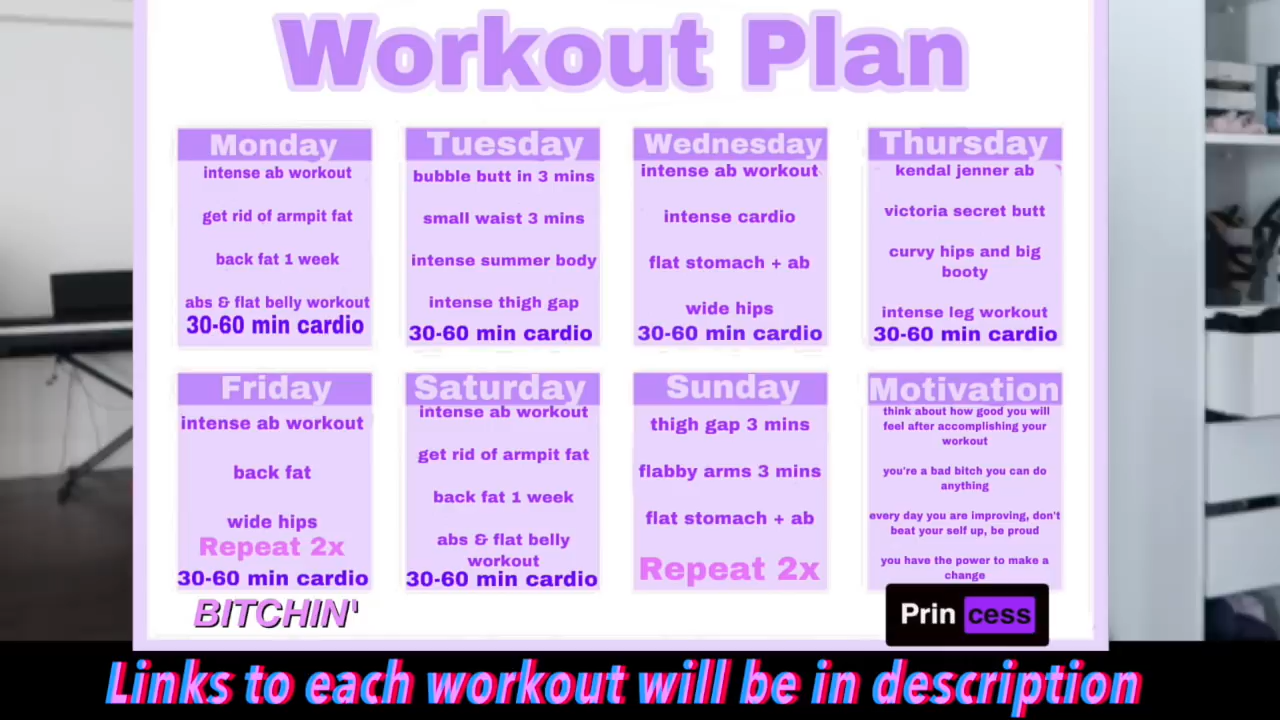 Workout Plan
Monday
intense ab workout
get rid of armpit fat
back fat 1 week
abs & flat belly workout
30-60 min cardio
Tuesday
bubble butt in 3 mins
small waist 3 mins
intense summer body
intense thigh gap
30-60 min cardio
Wednesday
intense ab workout
intense cardio
flat stomach + ab
wide hips
30-60 min cardio
Thursday
kendal jenner ab
victoria secret butt
curvy hips and big
booty
intense leg workout
30-60 min cardio
Friday
intense ab workout
back fat
wide hips
Repeat 2x
30-60 min cardio
Saturday
intense ab workout
get rid of armpit fat
back fat 1 week
abs & flat belly
workout
30-60 min cardio
Sunday
thigh gap 3 mins
flabby arms 3 mins
flat stomach + ab
Repeat 2x
Motivation
think about how good you will
feel after accomplishing your
workout
you're a bad bitch you can do
anything
every day you are improving, don't
beat your self up, be proud
you have the power to make a
change
BITCHIN'
Prin cess
Links to each workout will be in description